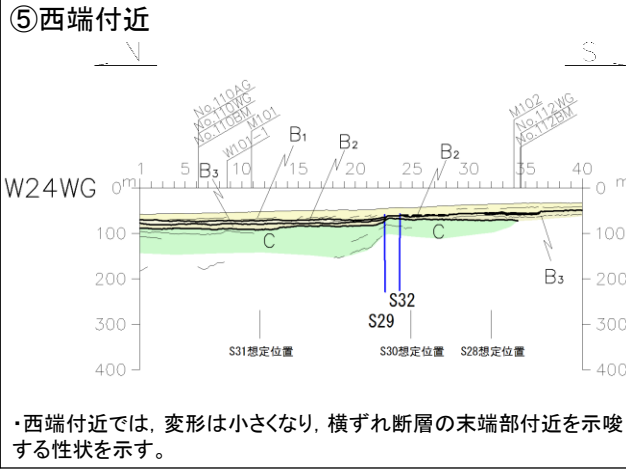 ⑤西端付近
N S
No.110AG
No.110WG
No.110BM
M101
W101-1
M102
No.112WG
No.112BM
B3 B1 B2 B2
W24WG 0m 1 5 10 15 20 25 30 35 40 0 m
100 C C 100
B3
200 200
S32
S29
300 300
S31想定位置 S30想定位置 S28想定位置
400 400
・西端付近では，変形は小さくなり，横ずれ断層の末端部付近を示唆
する性状を示す。